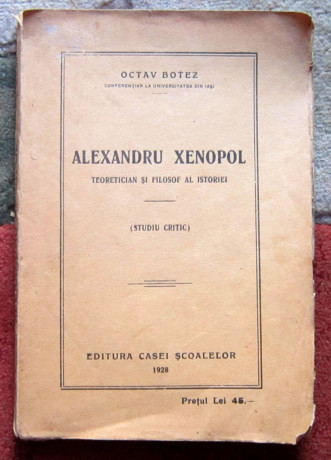 OCTAV BOTEZ
CONFERENȚIAR LA UNIVERSITATEA DIN IAȘI
ALEXANDRU XENOPOL
TEORETICIAN ȘI FILOSOF AL ISTORIEI
(STUDIU CRITIC)
EDITURA CASEI ȘCOALELOR
1928
Prețul Lei 45.—